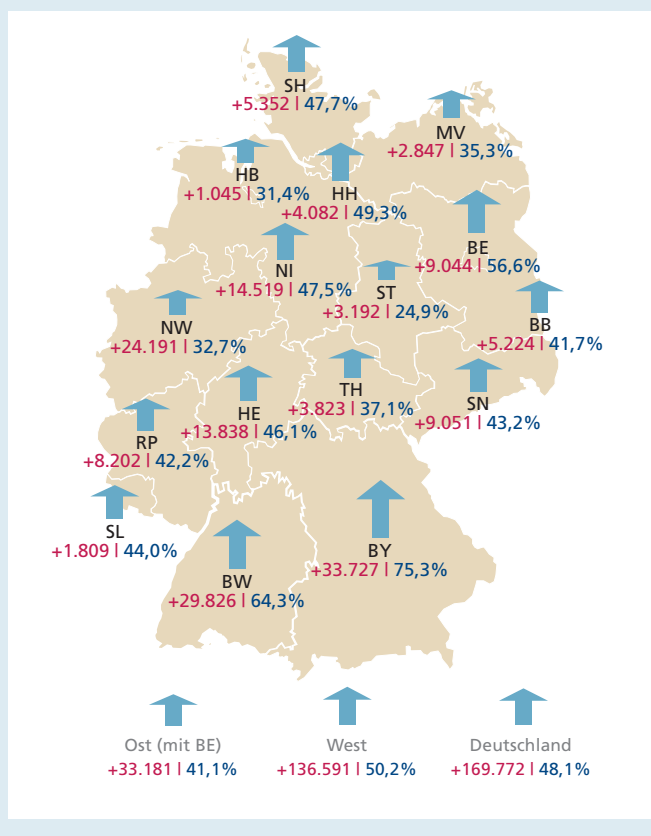 SH
+5.352 | 47,7%
MV
+2.847 | 35,3%
HB
+1.045 | 31,4%
HH
+4.082 | 49,3%
BE
+9.044 | 56,6%
NI
+14.519 | 47,5%
ST
+3.192 | 24,9%
BB
+5.224 | 41,7%
NW
+24.191 | 32,7%
TH
+3.823 | 37,1%
SN
+9.051 | 43,2%
HE
+13.838 | 46,1%
RP
+8.202 | 42,2%
SL
+1.809 | 44,0%
BY
+33.727 | 75,3%
BW
+29.826 | 64,3%
Ost (mit BE)
+33.181 | 41,1%
West
+136.591 | 50,2%
Deutschland
+169.772 | 48,1%